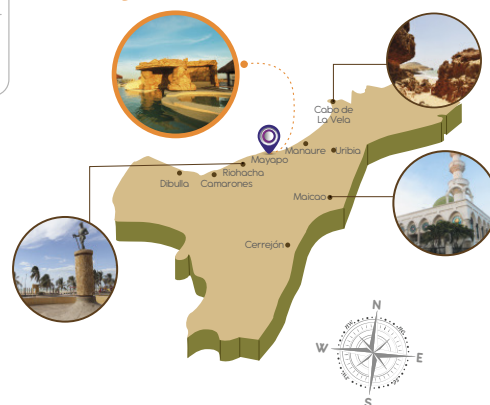 Cabo de
La Vela
Manaure
Uribia
Mayapo
Riohacha
Dibulla
Camarones
Maicao
Cerrejón
N
W
E
S